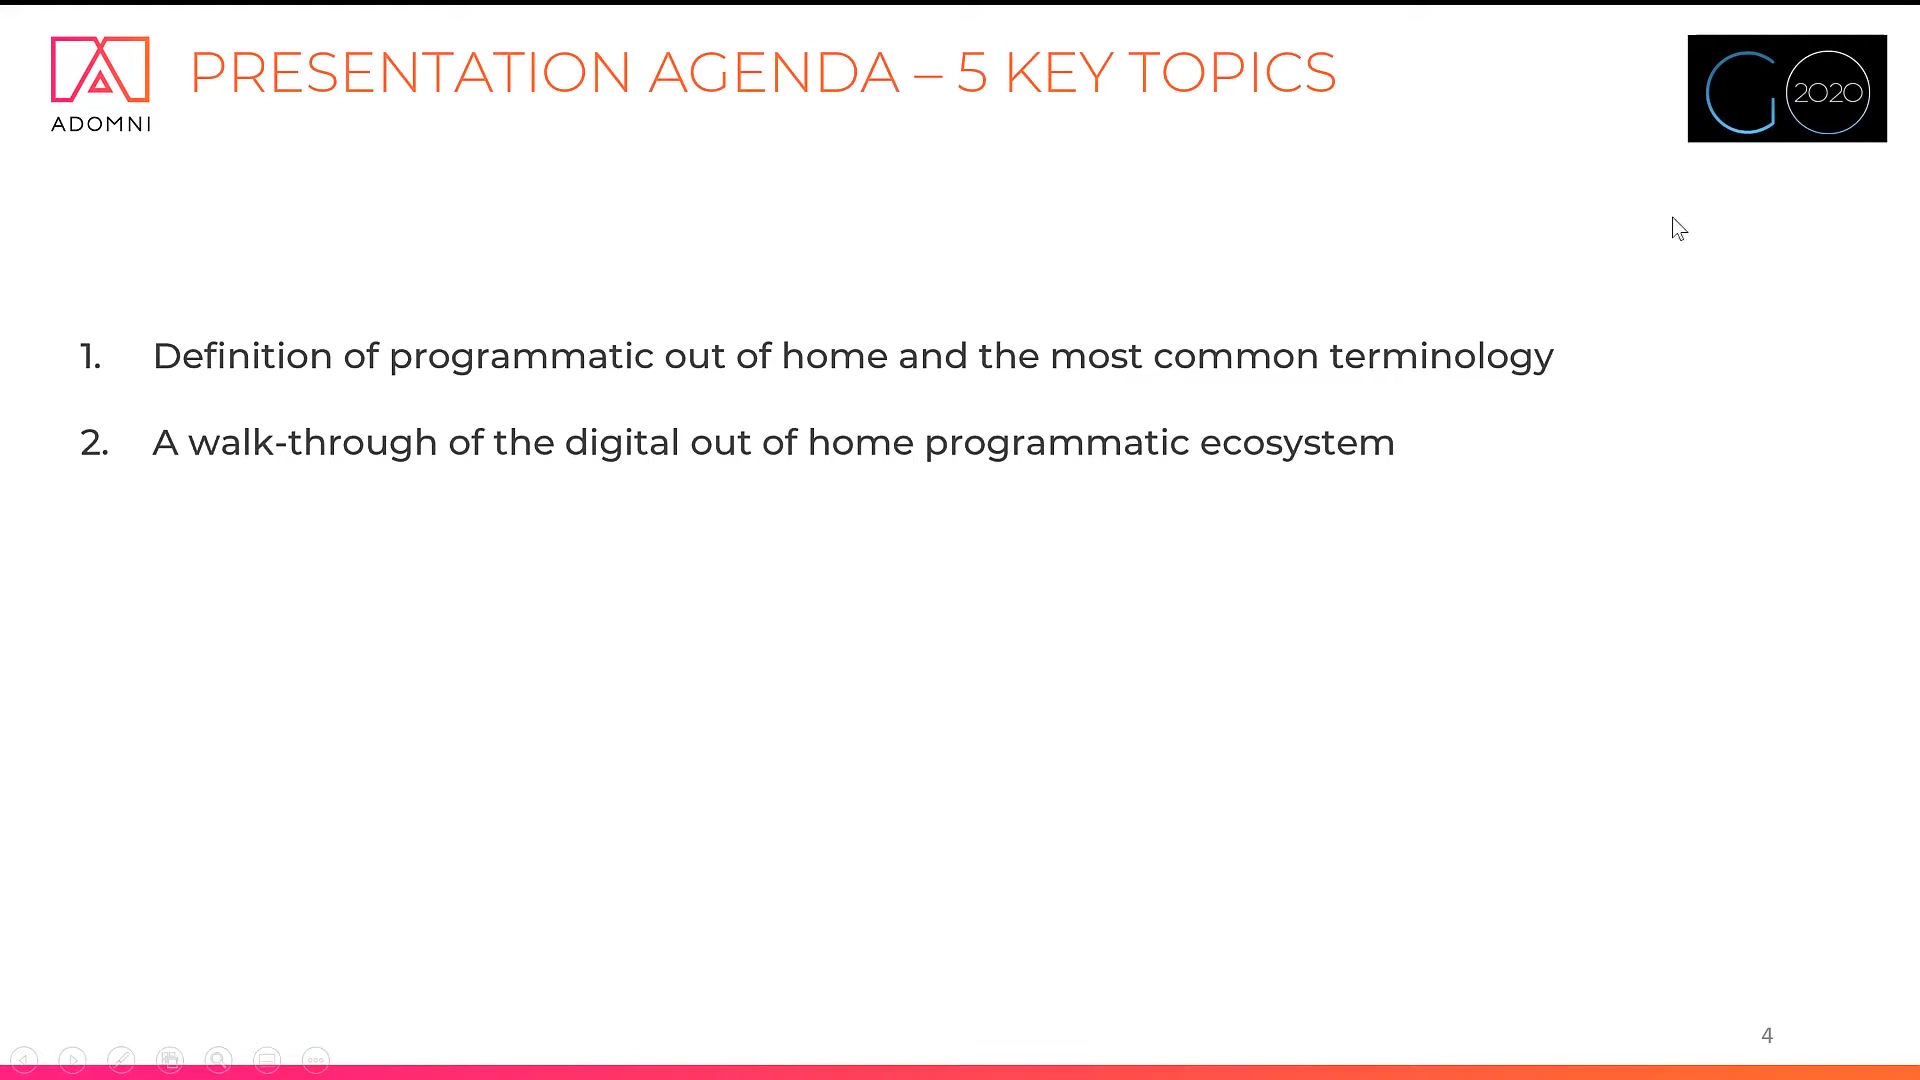 ADOMNI
PRESENTATION AGENDA – 5 KEY TOPICS
GO 2020
1. Definition of programmatic out of home and the most common terminology
2. A walk-through of the digital out of home programmatic ecosystem
4